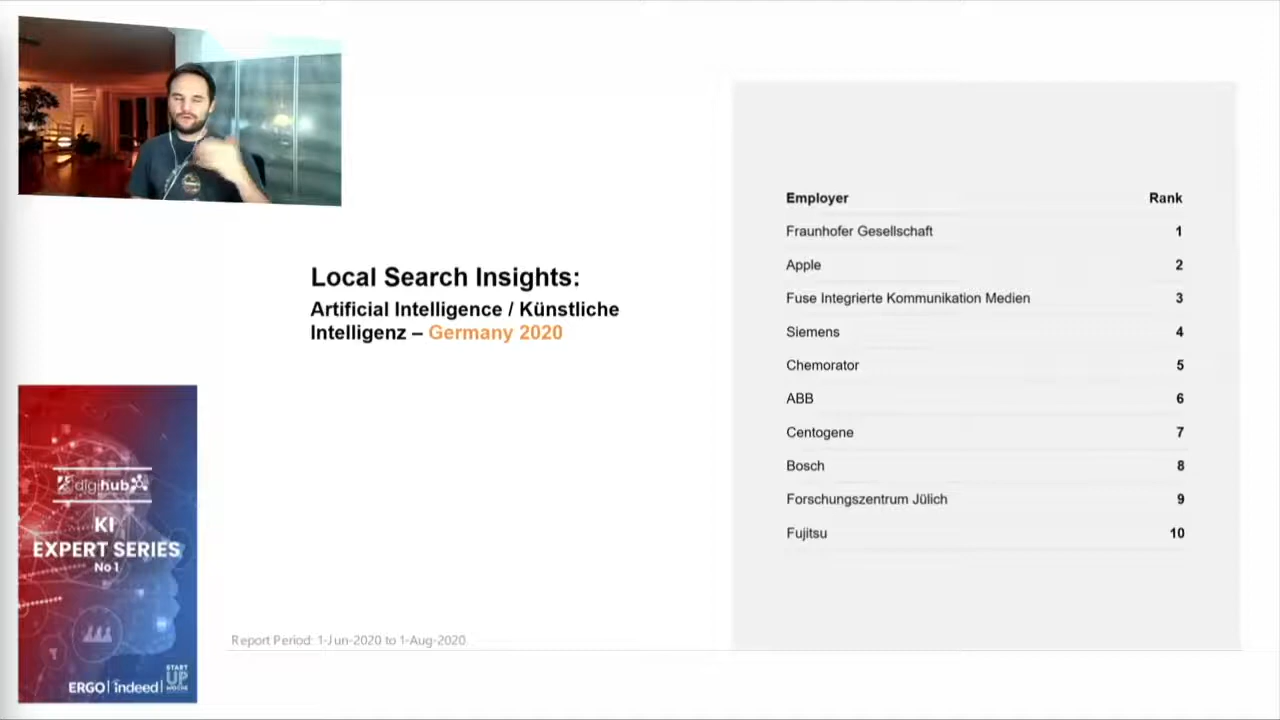 Local Search Insights:
Artificial Intelligence / Künstliche
Intelligenz – Germany 2020
Employer Rank
Fraunhofer Gesellschaft 1
Apple 2
Fuse Integrierte Kommunikation Medien 3
Siemens 4
Chemorator 5
ABB 6
Centogene 7
Bosch 8
Forschungszentrum Jülich 9
Fujitsu 10
digihub
KI
EXPERT SERIES
No 1
ERGO indeed
START
UP
WOCHE
Report Period: 1-Jun-2020 to 1-Aug-2020